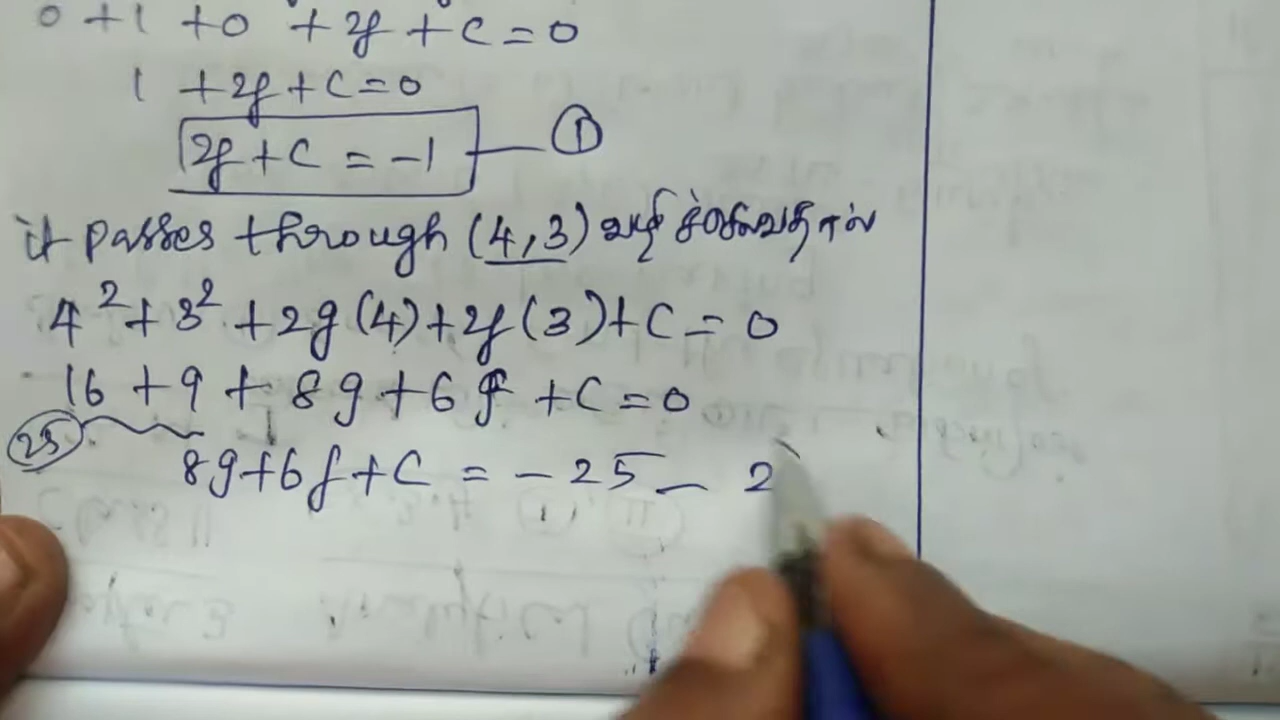 0 + 1 + 0 + 2f + c = 0
1 + 2f + c = 0
2f + c = -1 — ①
it passes through (4,3) வழி செல்வதால்
4² + 3² + 2g(4) + 2f(3) + c = 0
16 + 9 + 8g + 6f + c = 0
25
8g + 6f + c = -25 — 2